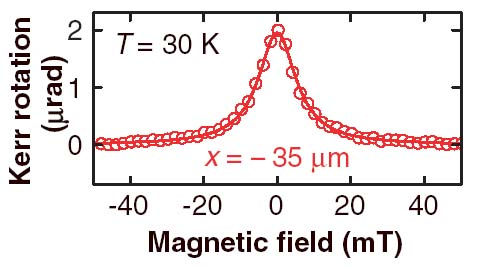 Kerr rotation
(μrad)
2
1
0
T = 30 K
x = − 35 μm
-40 -20 0 20 40
Magnetic field (mT)